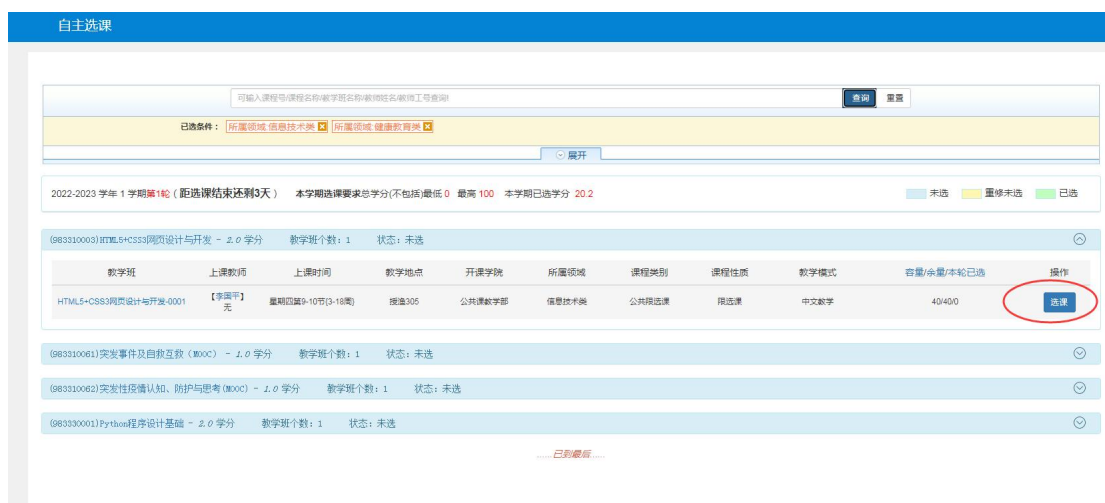 自主选课
可输入课程号/课程名称/教学班名称/教师姓名/教师工号查询! 查询 重置
已选条件： 所属领域:信息技术类 所属领域:健康教育类
展开
2022-2023 学年 1 学期第1轮 ( 距选课结束还剩3天 ) 本学期选课要求总学分(不包括)最低 0 最高 100 本学期已选学分 20.2 未选 重修未选 已选
(983310003)HTML5+CSS3网页设计与开发 - 2.0 学分 教学班个数: 1 状态: 未选
教学班 上课教师 上课时间 教学地点 开课学院 所属领域 课程类别 课程性质 教学模式 容量/余量/本轮已选 操作
HTML5+CSS3网页设计与开发-0001 【李国平】 星期四第9-10节{3-18周} 授渔305 公共课教学部 信息技术类 公共限选课 限选课 中文教学 40/40/0 选课
无
(983310061)突发事件及自救互救 (MOOC) - 1.0 学分 教学班个数: 1 状态: 未选
(983310062)突发性疫情认知、防护与思考(MOOC) - 1.0 学分 教学班个数: 1 状态: 未选
(983330001)Python程序设计基础 - 2.0 学分 教学班个数: 1 状态: 未选
......已到最后......